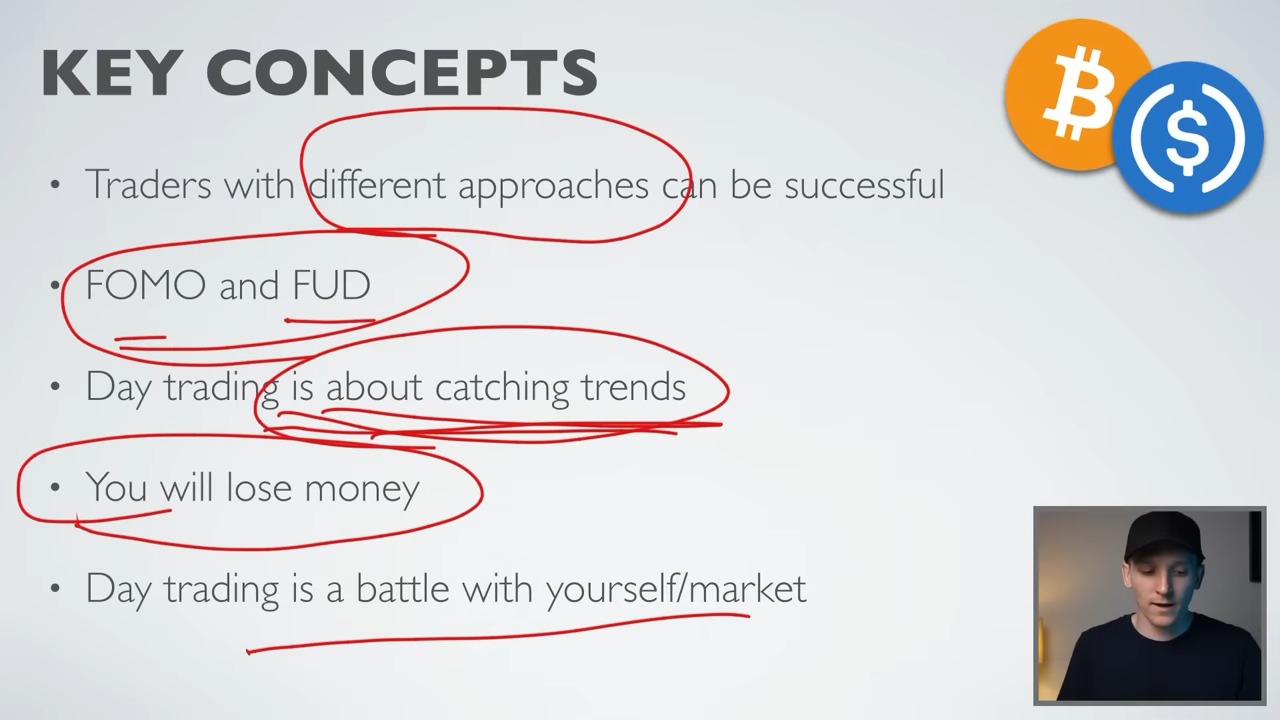 KEY CONCEPTS
• Traders with different approaches can be successful
• FOMO and FUD
• Day trading is about catching trends
• You will lose money
• Day trading is a battle with yourself/market